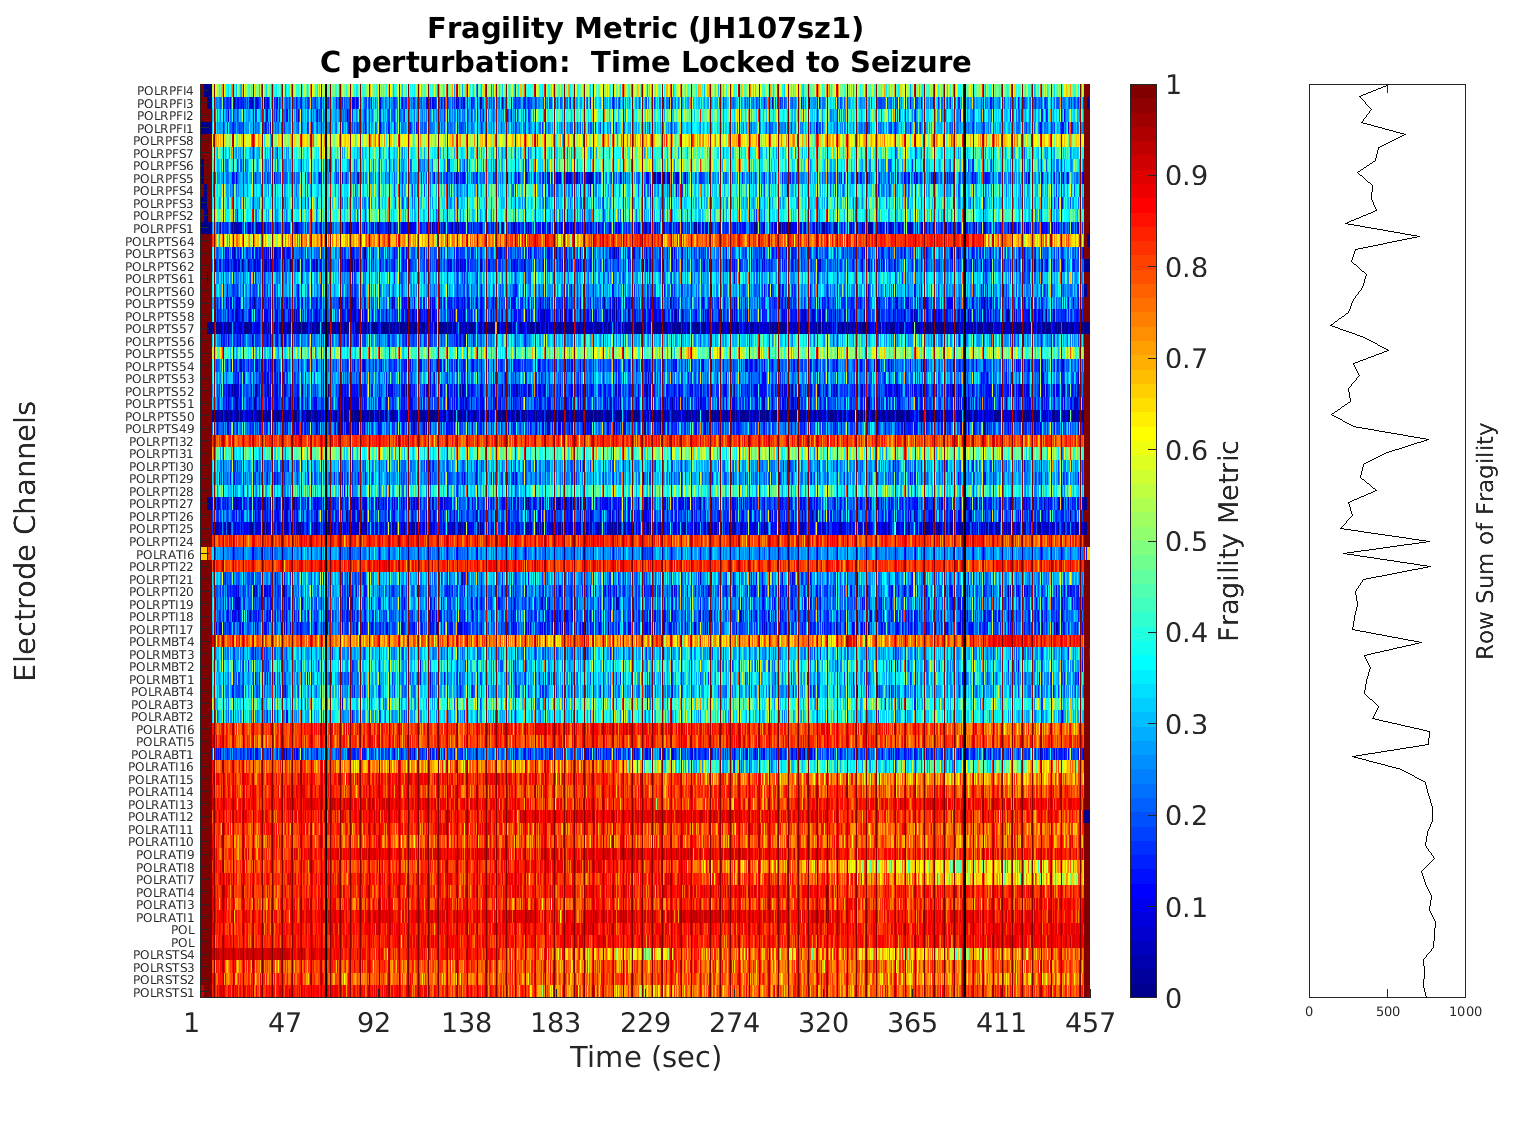 Fragility Metric (JH107sz1)
C perturbation:  Time Locked to Seizure
Electrode Channels
POLRPFI4
POLRPFI3
POLRPFI2
POLRPFI1
POLRPFS8
POLRPFS7
POLRPFS6
POLRPFS5
POLRPFS4
POLRPFS3
POLRPFS2
POLRPFS1
POLRPTS64
POLRPTS63
POLRPTS62
POLRPTS61
POLRPTS60
POLRPTS59
POLRPTS58
POLRPTS57
POLRPTS56
POLRPTS55
POLRPTS54
POLRPTS53
POLRPTS52
POLRPTS51
POLRPTS50
POLRPTS49
POLRPTI32
POLRPTI31
POLRPTI30
POLRPTI29
POLRPTI28
POLRPTI27
POLRPTI26
POLRPTI25
POLRPTI24
POLRATI6
POLRPTI22
POLRPTI21
POLRPTI20
POLRPTI19
POLRPTI18
POLRPTI17
POLRMBT4
POLRMBT3
POLRMBT2
POLRMBT1
POLRABT4
POLRABT3
POLRABT2
POLRATI6
POLRATI5
POLRABT1
POLRATI16
POLRATI15
POLRATI14
POLRATI13
POLRATI12
POLRATI11
POLRATI10
POLRATI9
POLRATI8
POLRATI7
POLRATI4
POLRATI3
POLRATI1
POL
POL
POLRSTS4
POLRSTS3
POLRSTS2
POLRSTS1
1 47 92 138 183 229 274 320 365 411 457
Time (sec)
1
0.9
0.8
0.7
0.6
0.5
0.4
0.3
0.2
0.1
0
Fragility Metric
0 500 1000
Row Sum of Fragility